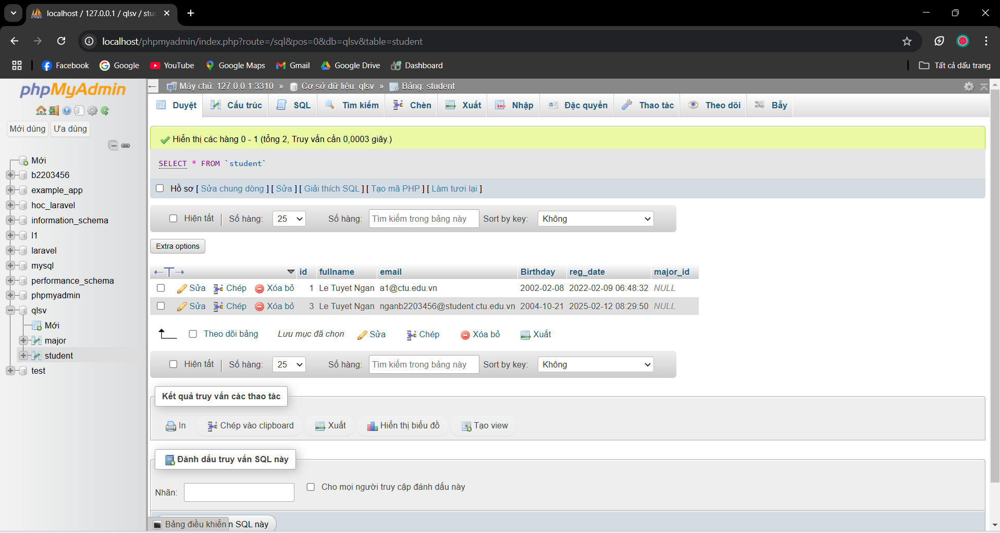 localhost / 127.0.0.1 / qlsv / stu
localhost/phpmyadmin/index.php?route=/sql&pos=0&db=qlsv&table=student
Facebook Google YouTube Google Maps Gmail Google Drive Dashboard Tất cả dấu trang
phpMyAdmin
Mới dùng Ưa dùng
Mới
b2203456
example_app
hoc_laravel
information_schema
l1
laravel
mysql
performance_schema
phpmyadmin
qlsv
Mới
major
student
test
Máy chủ: 127.0.0.1:3310 » Cơ sở dữ liệu: qlsv » Bảng: student
Duyệt Cấu trúc SQL Tìm kiếm Chèn Xuất Nhập Đặc quyền Thao tác Theo dõi Bẫy
Hiển thị các hàng 0 - 1 (tổng 2, Truy vấn cần 0,0003 giây.)
SELECT * FROM `student`
Hồ sơ [ Sửa chung dòng ] [ Sửa ] [ Giải thích SQL ] [ Tạo mã PHP ] [ Làm tươi lại ]
Hiện tất Số hàng: 25 Số hàng: Tìm kiếm trong bảng này Sort by key: Không
Extra options
id fullname email Birthday reg_date major_id
Sửa Chép Xóa bỏ 1 Le Tuyet Ngan a1@ctu.edu.vn 2002-02-08 2022-02-09 06:48:32 NULL
Sửa Chép Xóa bỏ 3 Le Tuyet Ngan nganb2203456@student.ctu.edu.vn 2004-10-21 2025-02-12 08:29:50 NULL
Theo dõi bảng Lưu mục đã chọn Sửa Chép Xóa bỏ Xuất
Hiện tất Số hàng: 25 Số hàng: Tìm kiếm trong bảng này Sort by key: Không
Kết quả truy vấn các thao tác
In Chép vào clipboard Xuất Hiển thị biểu đồ Tạo view
Đánh dấu truy vấn SQL này
Nhãn: Cho mọi người truy cập đánh dấu này
Bảng điều khiển n SQL này